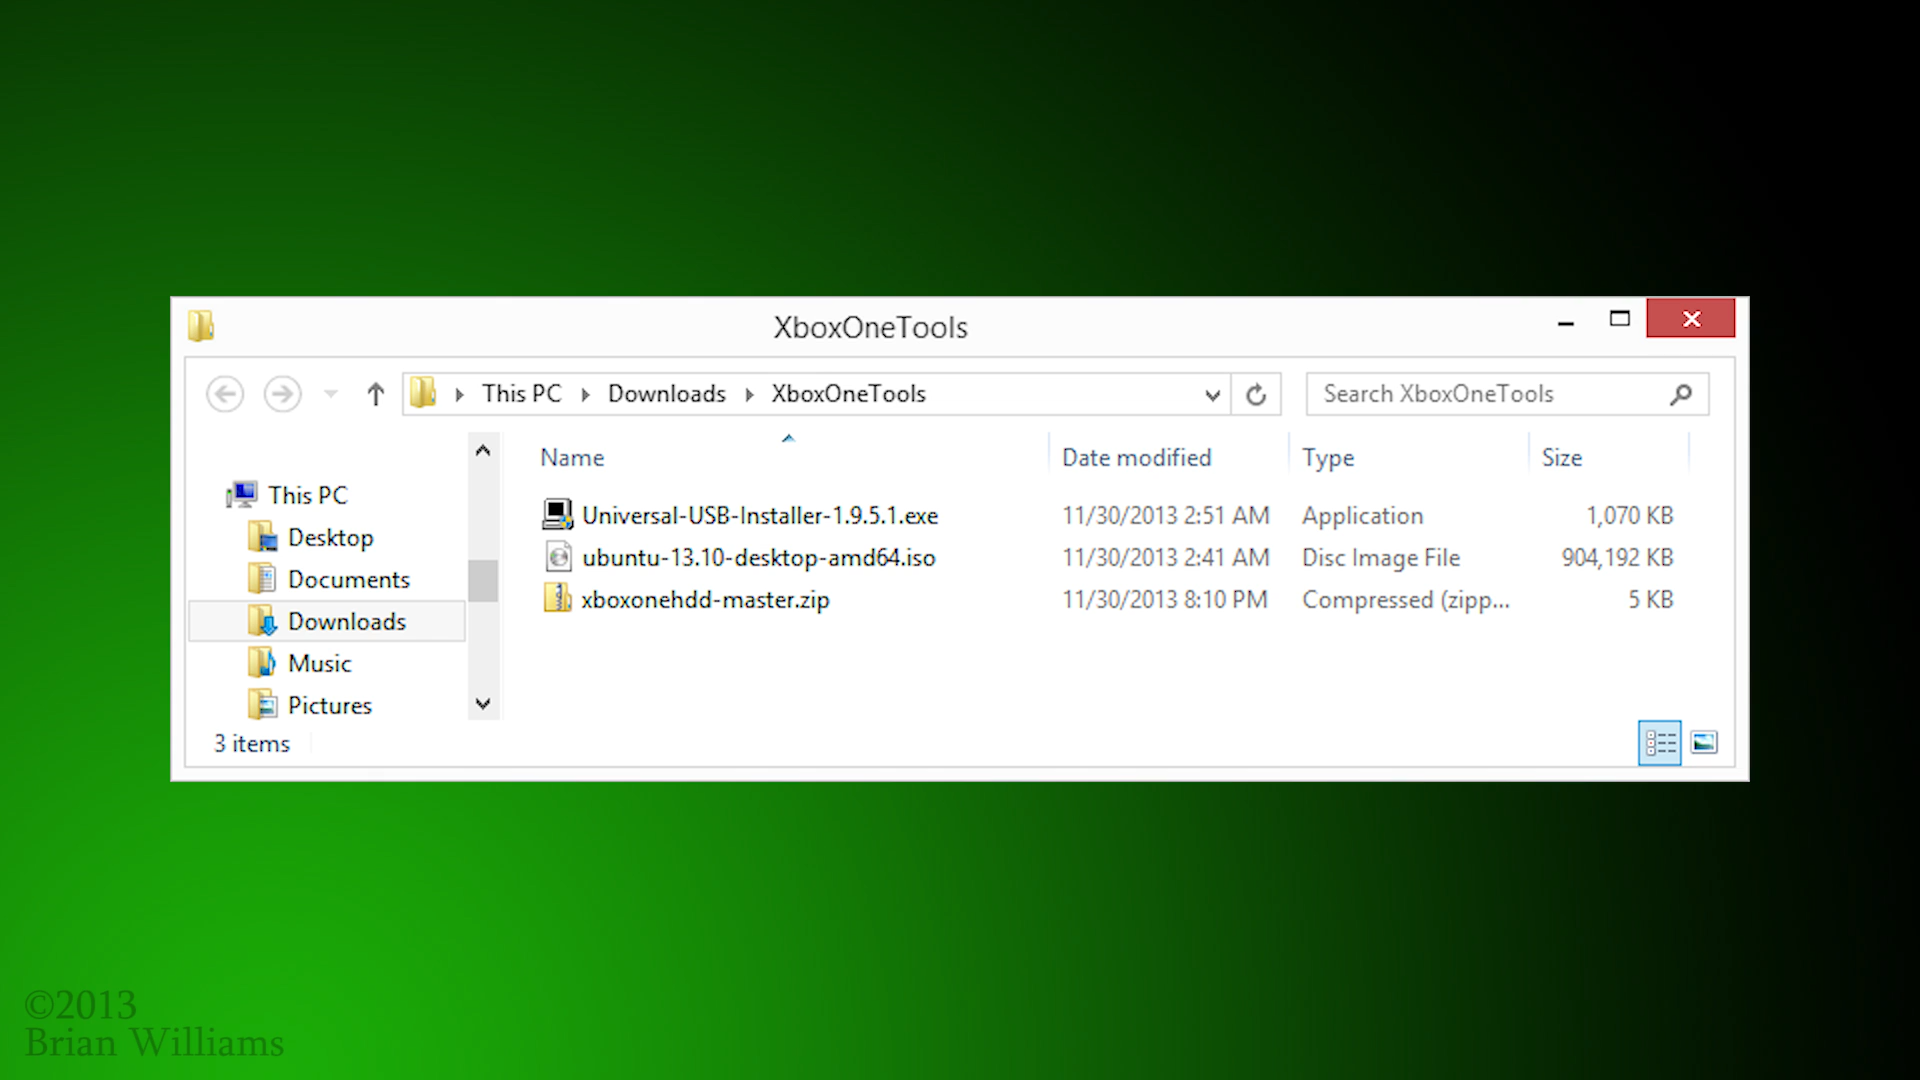 XboxOneTools
This PC Downloads XboxOneTools
Search XboxOneTools
Name Date modified Type Size
This PC
Desktop
Documents
Downloads
Music
Pictures
Universal-USB-Installer-1.9.5.1.exe 11/30/2013 2:51 AM Application 1,070 KB
ubuntu-13.10-desktop-amd64.iso 11/30/2013 2:41 AM Disc Image File 904,192 KB
xboxonehdd-master.zip 11/30/2013 8:10 PM Compressed (zipp... 5 KB
3 items
©2013
Brian Williams